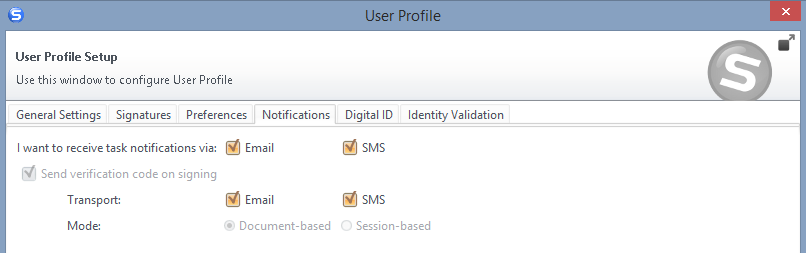 S
User Profile
×
User Profile Setup
Use this window to configure User Profile
S
General Settings Signatures Preferences Notifications Digital ID Identity Validation
I want to receive task notifications via: Email SMS
Send verification code on signing
Transport: Email SMS
Mode: Document-based Session-based